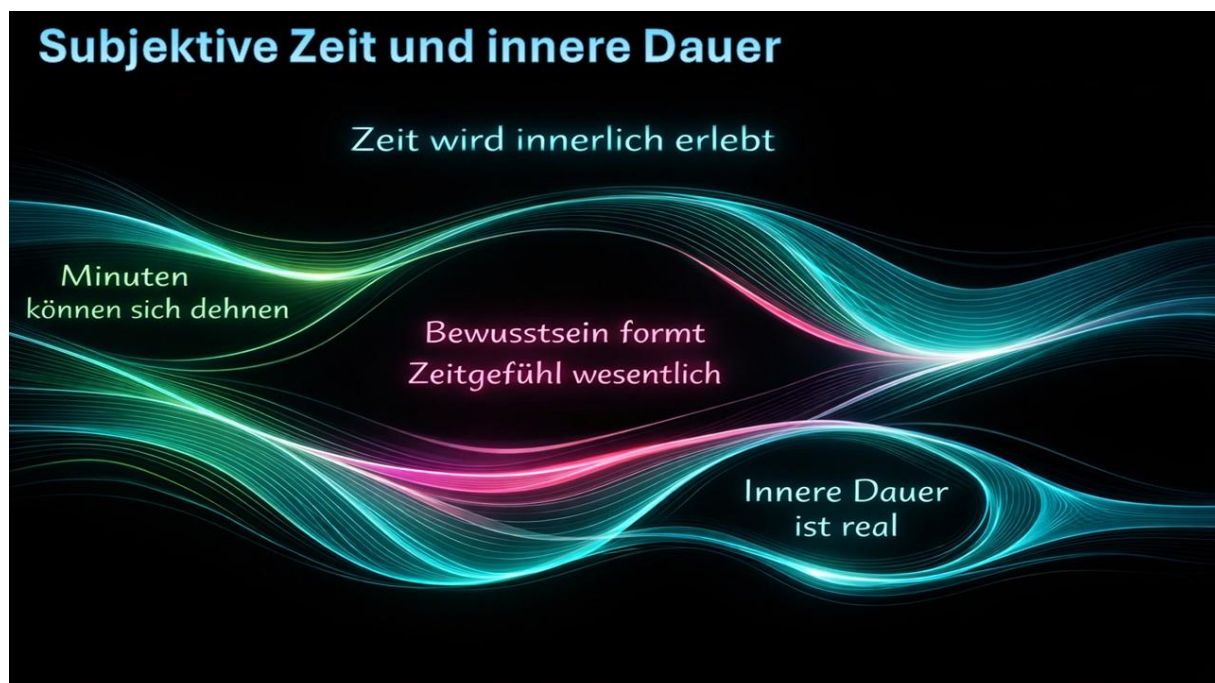 Subjektive Zeit und innere Dauer
Zeit wird innerlich erlebt
Minuten
können sich dehnen
Bewusstsein formt
Zeitgefühl wesentlich
Innere Dauer
ist real